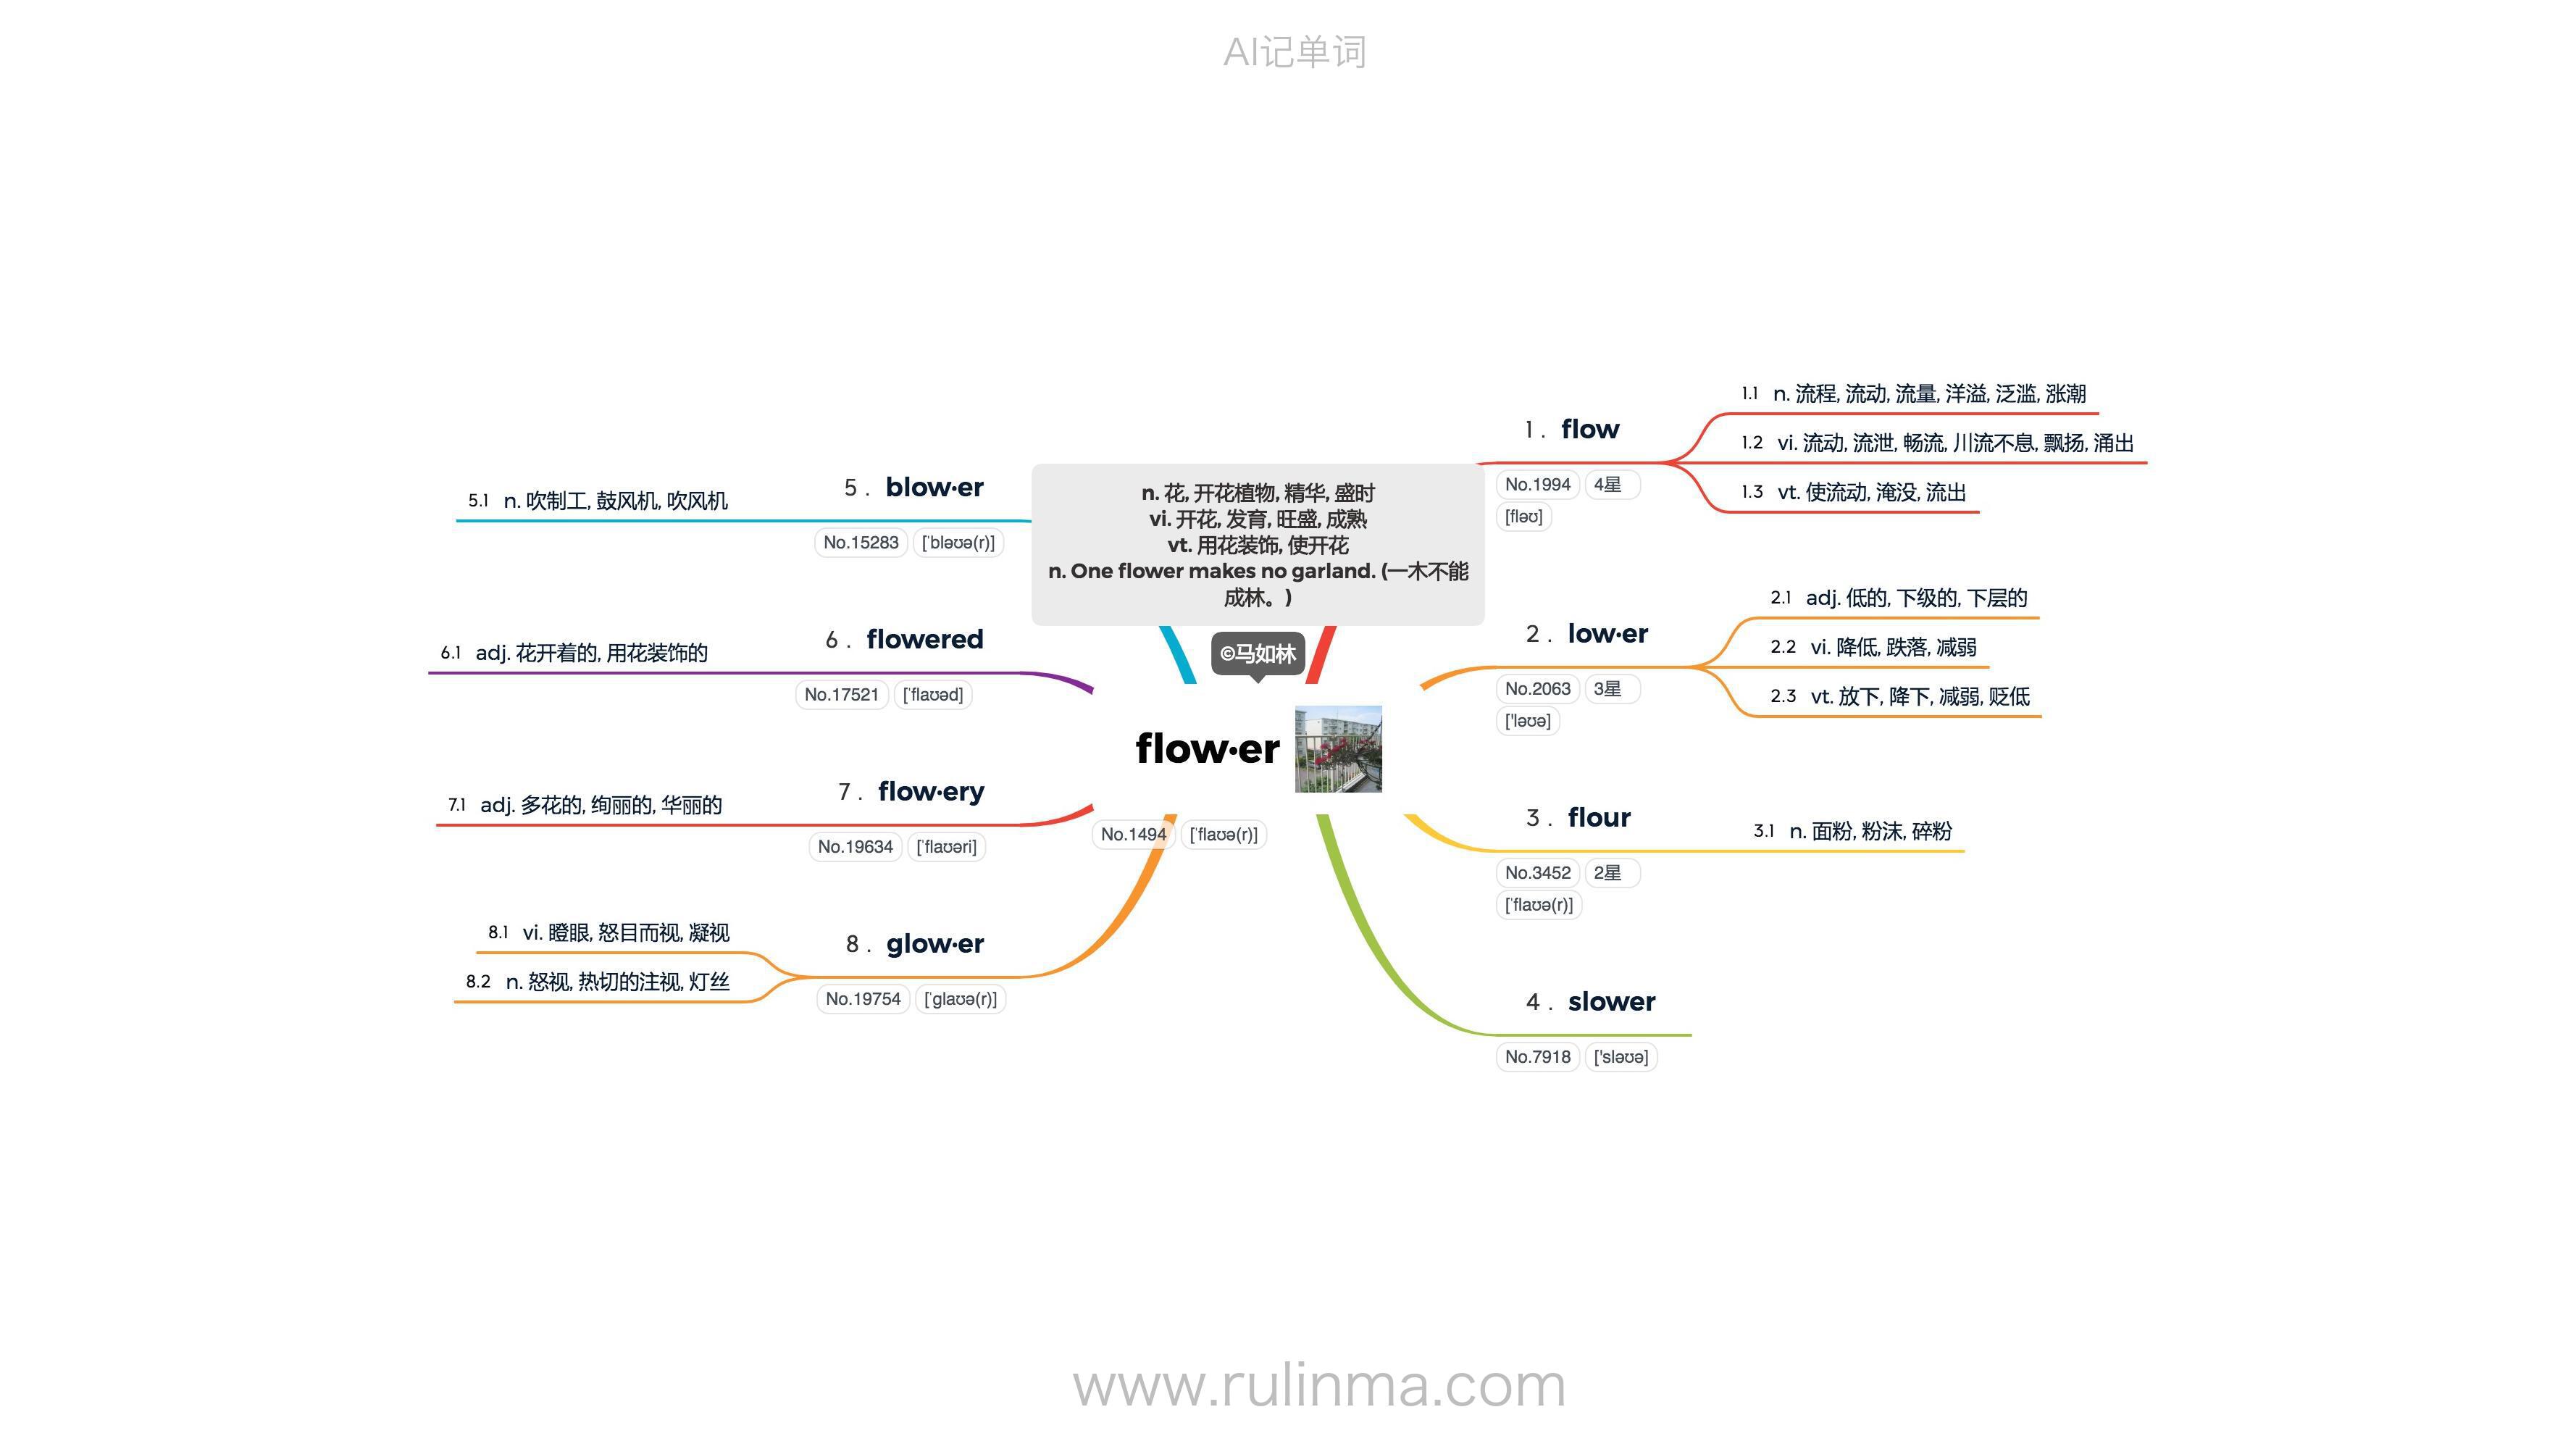 AI记单词
n. 花, 开花植物, 精华, 盛时
vi. 开花, 发育, 旺盛, 成熟
vt. 用花装饰, 使开花
n. One flower makes no garland. (一木不能
成林。)
©马如林
flow·er
No.1494 [ˈflaʊə(r)]
1 . flow
No.1994 4星
[fləʊ]
1.1 n. 流程, 流动, 流量, 洋溢, 泛滥, 涨潮
1.2 vi. 流动, 流泄, 畅流, 川流不息, 飘扬, 涌出
1.3 vt. 使流动, 淹没, 流出
2 . low·er
No.2063 3星
['ləʊə]
2.1 adj. 低的, 下级的, 下层的
2.2 vi. 降低, 跌落, 减弱
2.3 vt. 放下, 降下, 减弱, 贬低
3 . flour
No.3452 2星
[ˈflaʊə(r)]
3.1 n. 面粉, 粉沫, 碎粉
4 . slower
No.7918 ['sləʊə]
5 . blow·er
No.15283 [ˈbləʊə(r)]
5.1 n. 吹制工, 鼓风机, 吹风机
6 . flowered
No.17521 [ˈflaʊəd]
6.1 adj. 花开着的, 用花装饰的
7 . flow·ery
No.19634 [ˈflaʊəri]
7.1 adj. 多花的, 绚丽的, 华丽的
8 . glow·er
No.19754 [ˈɡlaʊə(r)]
8.1 vi. 瞪眼, 怒目而视, 凝视
8.2 n. 怒视, 热切的注视, 灯丝
www.rulinma.com